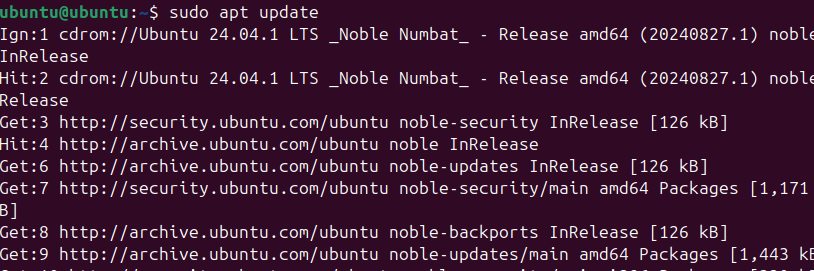 ubuntu@ubuntu:~$ sudo apt update
Ign:1 cdrom://Ubuntu 24.04.1 LTS _Noble Numbat_ - Release amd64 (20240827.1) noble
InRelease
Hit:2 cdrom://Ubuntu 24.04.1 LTS _Noble Numbat_ - Release amd64 (20240827.1) noble
Release
Get:3 http://security.ubuntu.com/ubuntu noble-security InRelease [126 kB]
Hit:4 http://archive.ubuntu.com/ubuntu noble InRelease
Get:6 http://archive.ubuntu.com/ubuntu noble-updates InRelease [126 kB]
Get:7 http://security.ubuntu.com/ubuntu noble-security/main amd64 Packages [1,171
B]
Get:8 http://archive.ubuntu.com/ubuntu noble-backports InRelease [126 kB]
Get:9 http://archive.ubuntu.com/ubuntu noble-updates/main amd64 Packages [1,443 kB